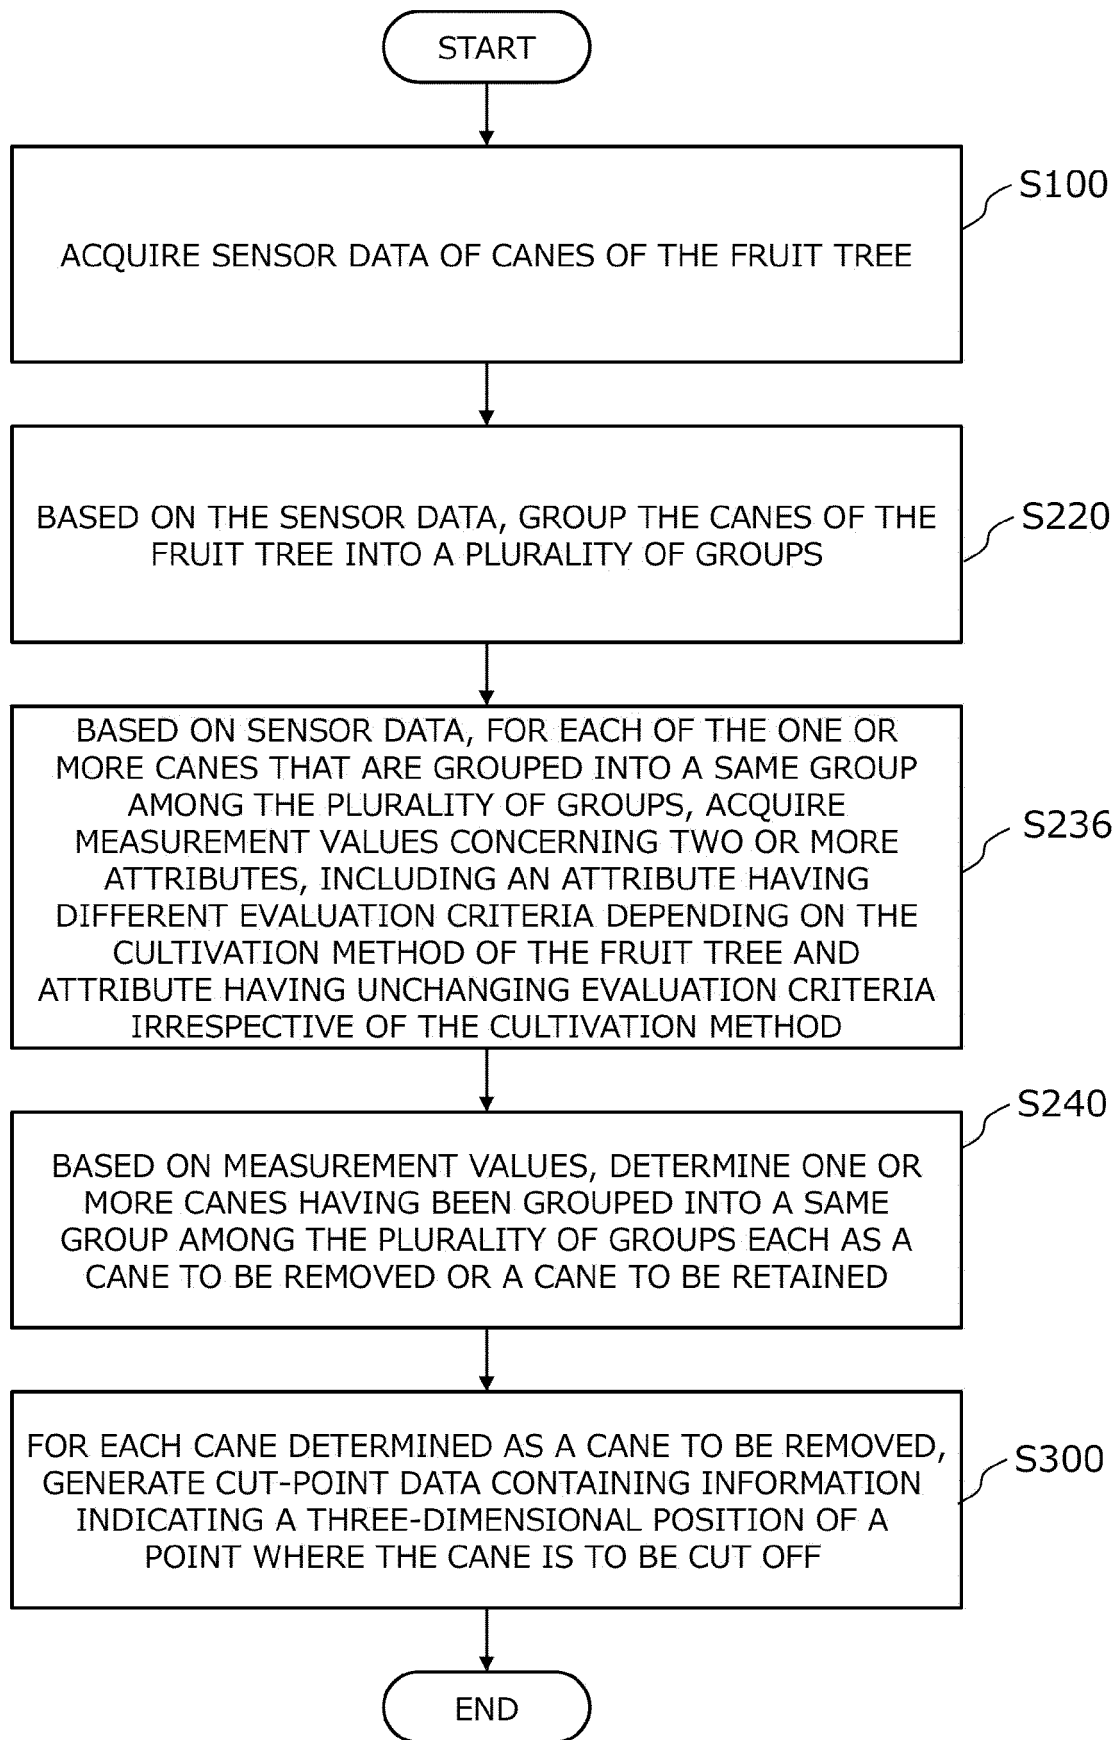 START
S100
ACQUIRE SENSOR DATA OF CANES OF THE FRUIT TREE
S220
BASED ON THE SENSOR DATA, GROUP THE CANES OF THE
FRUIT TREE INTO A PLURALITY OF GROUPS
BASED ON SENSOR DATA, FOR EACH OF THE ONE OR
MORE CANES THAT ARE GROUPED INTO A SAME GROUP
AMONG THE PLURALITY OF GROUPS, ACQUIRE
MEASUREMENT VALUES CONCERNING TWO OR MORE
S236
ATTRIBUTES, INCLUDING AN ATTRIBUTE HAVING
DIFFERENT EVALUATION CRITERIA DEPENDING ON THE
CULTIVATION METHOD OF THE FRUIT TREE AND
ATTRIBUTE HAVING UNCHANGING EVALUATION CRITERIA
IRRESPECTIVE OF THE CULTIVATION METHOD
S240
BASED ON MEASUREMENT VALUES, DETERMINE ONE OR
MORE CANES HAVING BEEN GROUPED INTO A SAME
GROUP AMONG THE PLURALITY OF GROUPS EACH AS A
CANE TO BE REMOVED OR A CANE TO BE RETAINED
FOR EACH CANE DETERMINED AS A CANE TO BE REMOVED,
S300
GENERATE CUT-POINT DATA CONTAINING INFORMATION
INDICATING A THREE-DIMENSIONAL POSITION OF A
POINT WHERE THE CANE IS TO BE CUT OFF
END